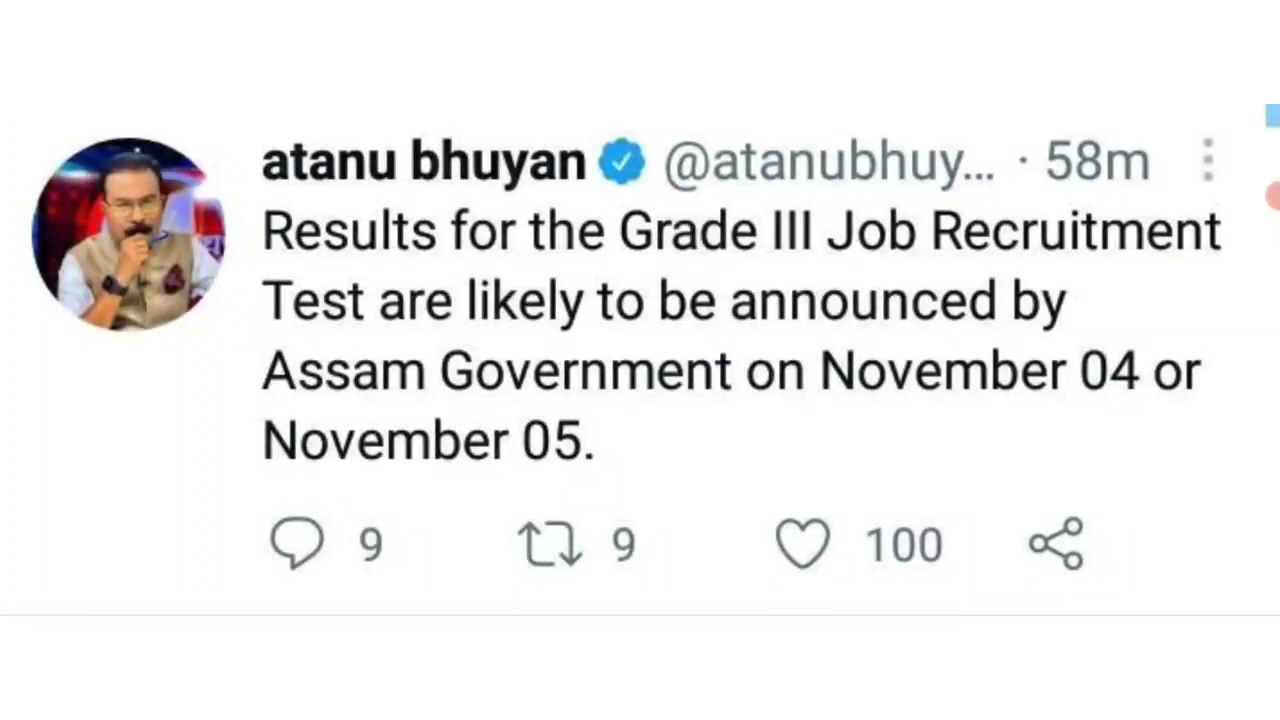 atanu bhuyan @atanubhuy... · 58m
Results for the Grade III Job Recruitment
Test are likely to be announced by
Assam Government on November 04 or
November 05.
9 9 100